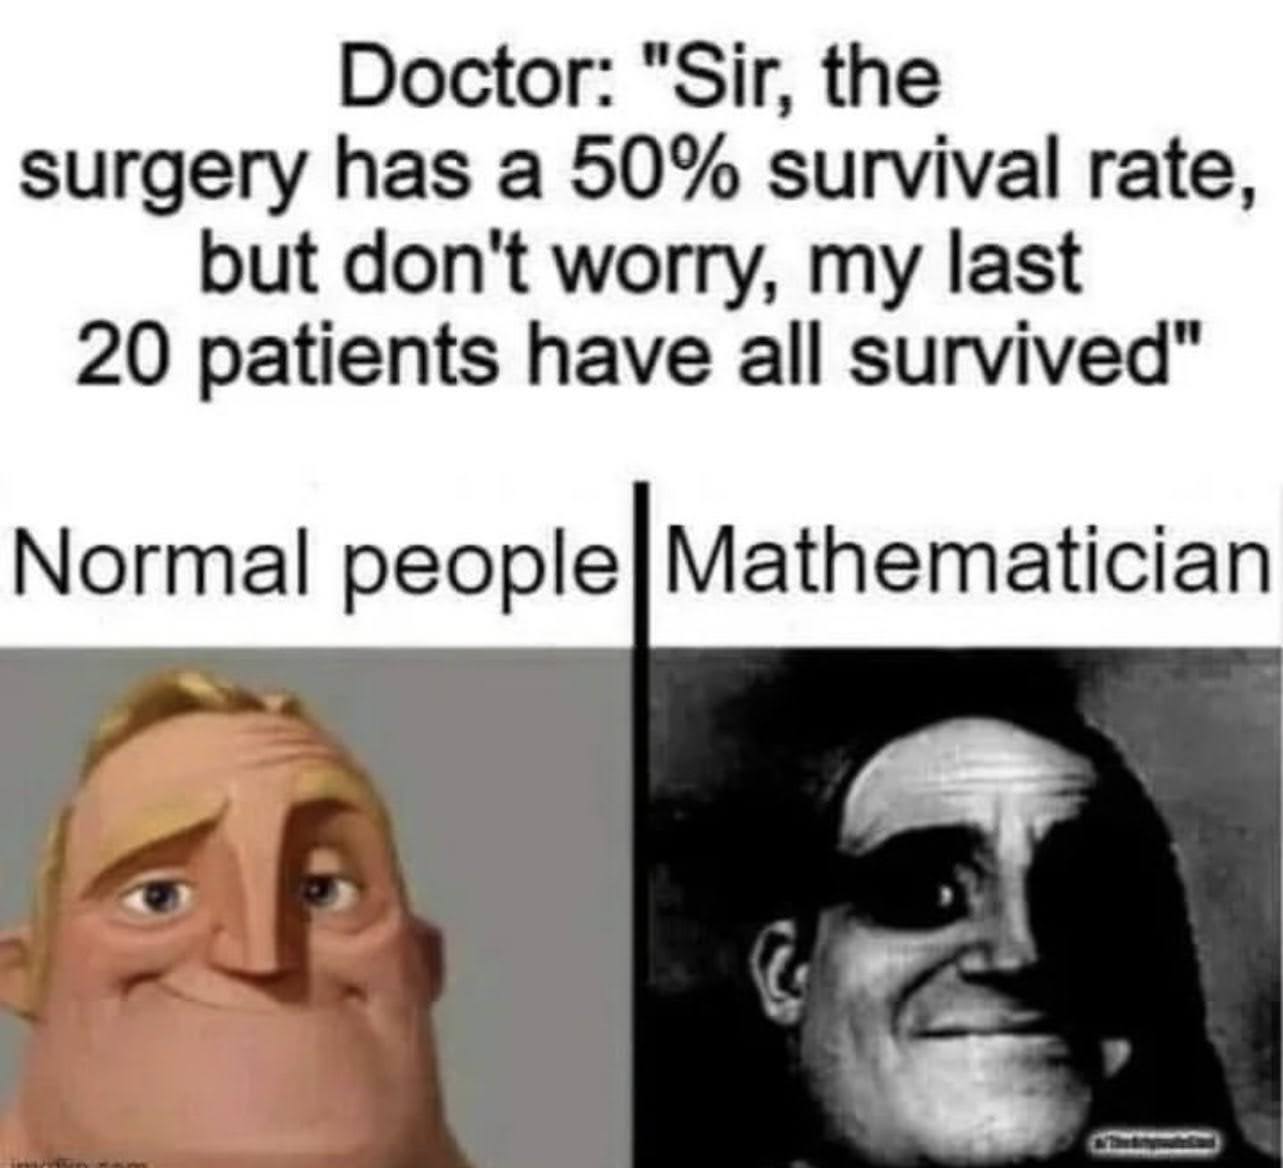 Doctor: "Sir, the
surgery has a 50% survival rate,
but don't worry, my last
20 patients have all survived"
Normal people
Mathematician